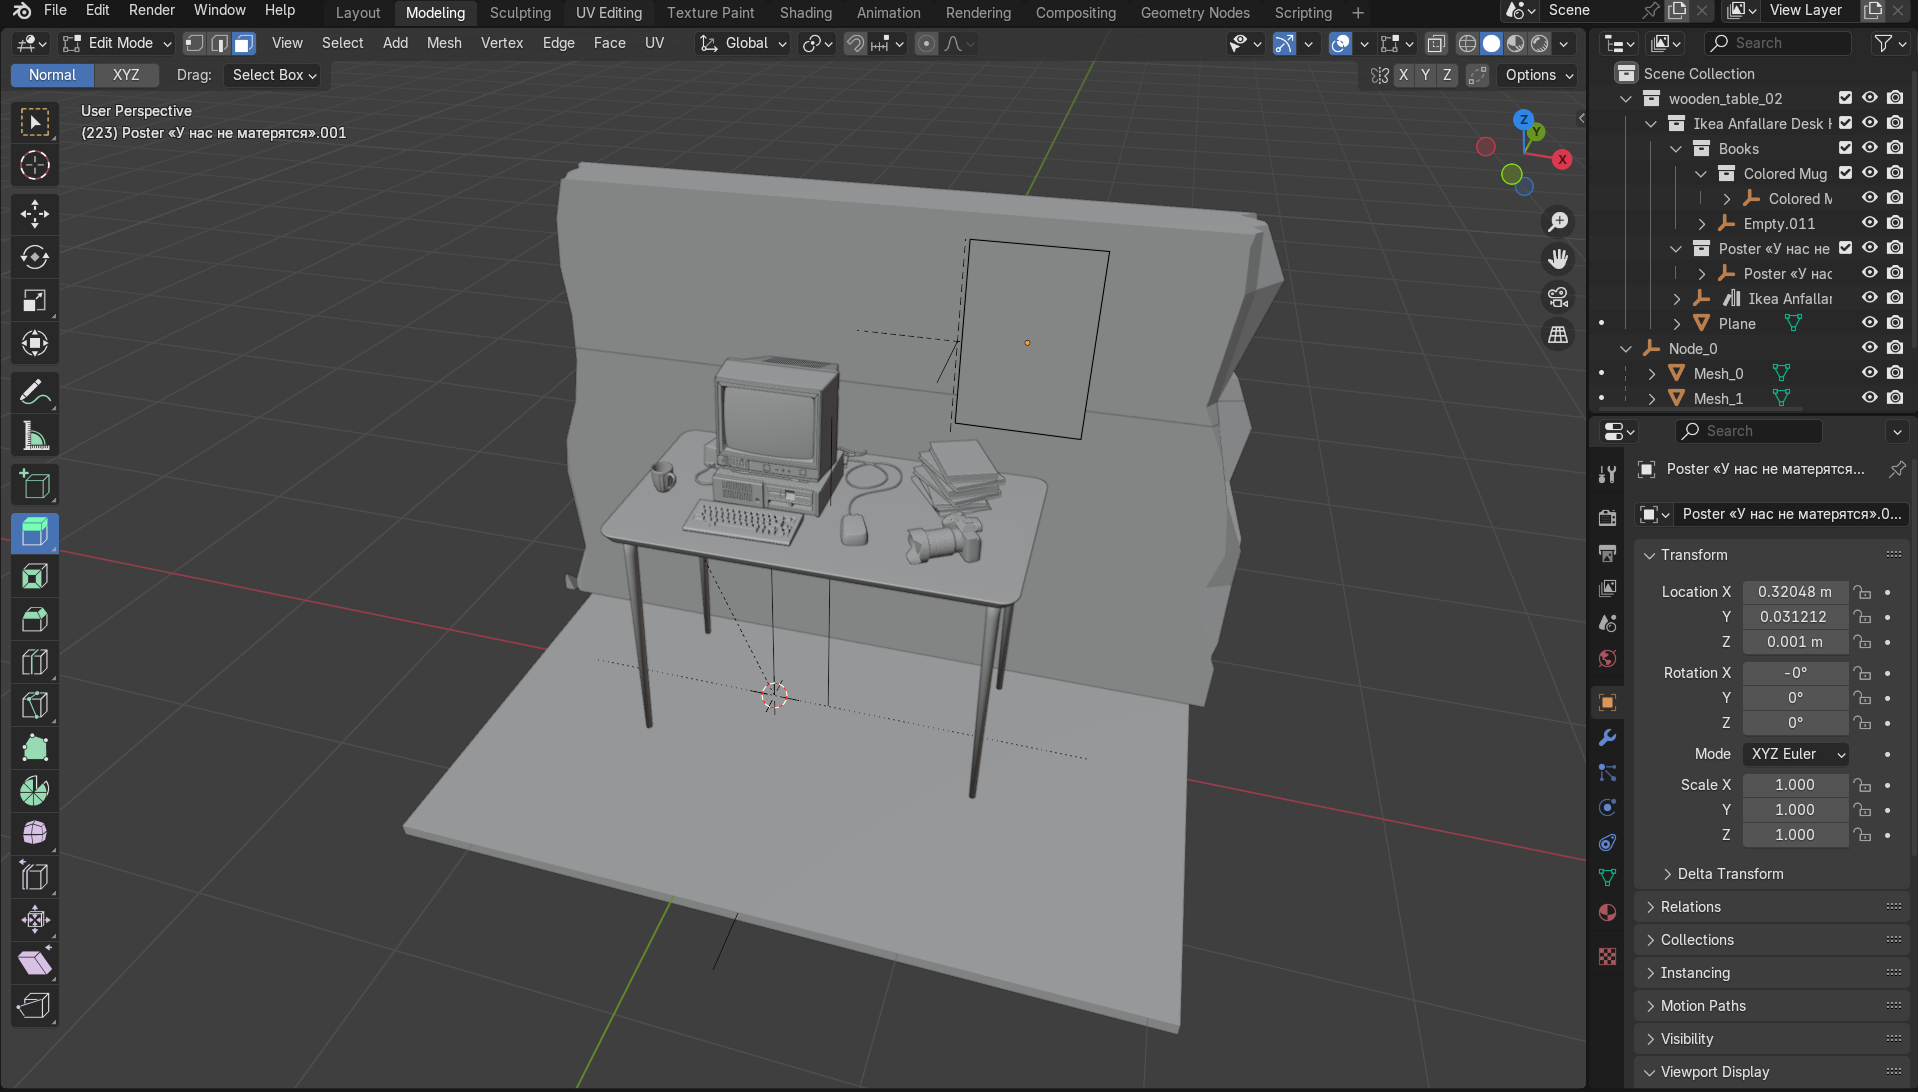 File Edit Render Window Help Layout Modeling Sculpting UV Editing Texture Paint Shading Animation Rendering Compositing Geometry Nodes Scripting + Scene View Layer
Edit Mode View Select Add Mesh Vertex Edge Face UV Global Search
Normal XYZ Drag: Select Box X Y Z Options
User Perspective
(223) Poster «У нас не матерятся».001
Z
Y
X
Scene Collection
wooden_table_02
Ikea Anfallare Desk
Books
Colored Mug
Colored M
Empty.011
Poster «У нас не
Poster «У нас
Ikea Anfallar
Plane
Node_0
Mesh_0
Mesh_1
Search
Poster «У нас не матерятся...
Poster «У нас не матерятся».0...
Transform
Location X 0.32048 m
Y 0.031212
Z 0.001 m
Rotation X -0°
Y 0°
Z 0°
Mode XYZ Euler
Scale X 1.000
Y 1.000
Z 1.000
Delta Transform
Relations
Collections
Instancing
Motion Paths
Visibility
Viewport Display